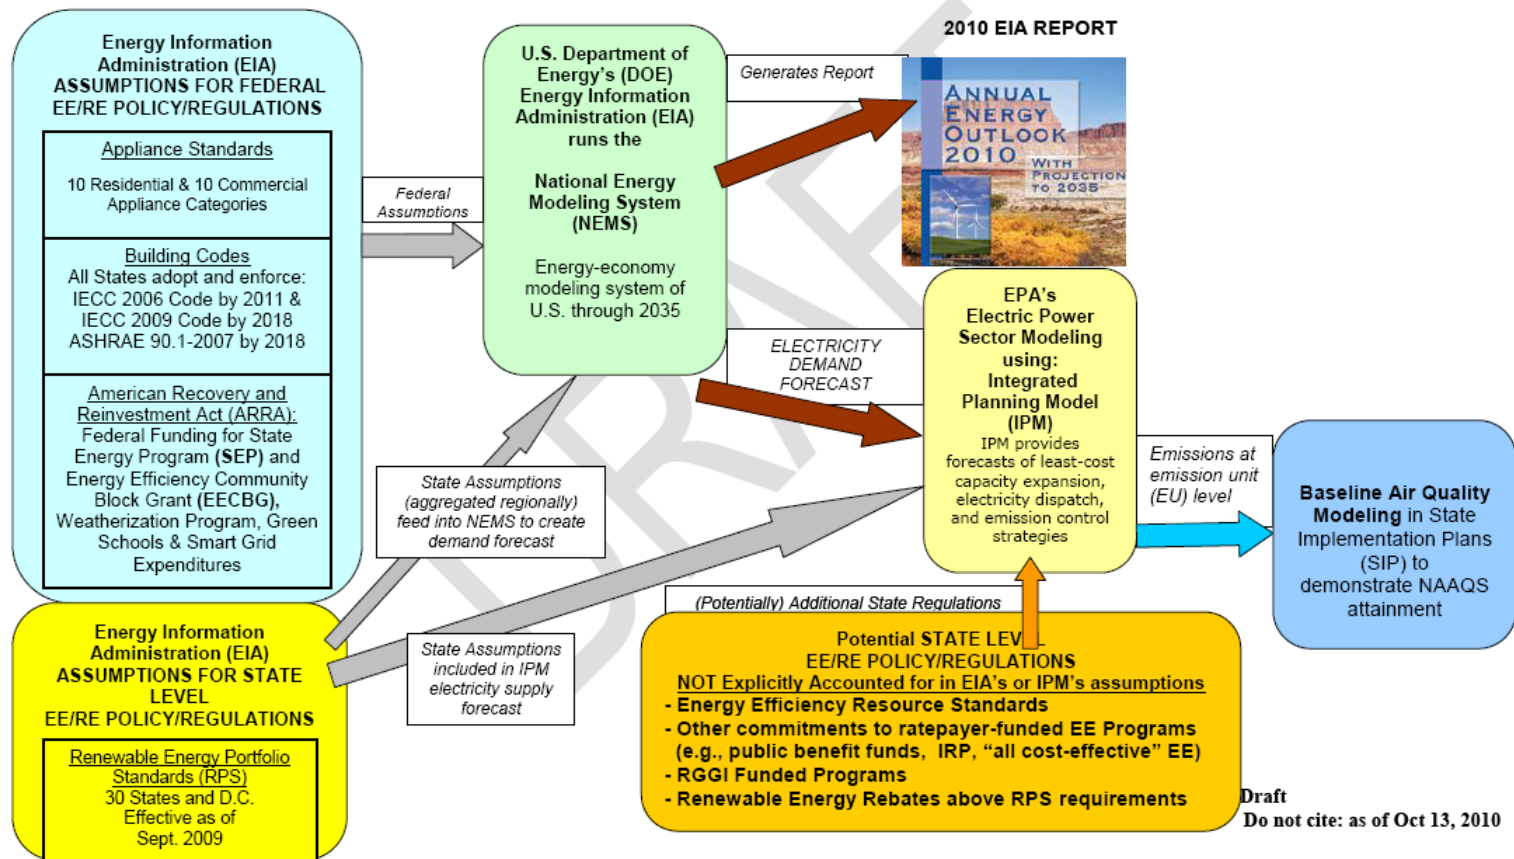 Energy Information
Administration (EIA)
ASSUMPTIONS FOR FEDERAL
EE/RE POLICY/REGULATIONS
Appliance Standards
10 Residential & 10 Commercial
Appliance Categories
Building Codes
All States adopt and enforce:
IECC 2006 Code by 2011 &
IECC 2009 Code by 2018
ASHRAE 90.1-2007 by 2018
American Recovery and
Reinvestment Act (ARRA):
Federal Funding for State
Energy Program (SEP) and
Energy Efficiency Community
Block Grant (EECBG),
Weatherization Program, Green
Schools & Smart Grid
Expenditures
Energy Information
Administration (EIA)
ASSUMPTIONS FOR STATE
LEVEL
EE/RE POLICY/REGULATIONS
Renewable Energy Portfolio
Standards (RPS)
30 States and D.C.
Effective as of
Sept. 2009
Federal
Assumptions
U.S. Department of
Energy's (DOE)
Energy Information
Administration (EIA)
runs the
National Energy
Modeling System
(NEMS)
Energy-economy
modeling system of
U.S. through 2035
State Assumptions
(aggregated regionally)
feed into NEMS to create
demand forecast
State Assumptions
included in IPM
electricity supply
forecast
Generates Report
2010 EIA REPORT
ANNUAL
ENERGY
OUTLOOK
2010
WITH
PROJECTION
TO 2035
ELECTRICITY
DEMAND
FORECAST
EPA's
Electric Power
Sector Modeling
using:
Integrated
Planning Model
(IPM)
IPM provides
forecasts of least-cost
capacity expansion,
electricity dispatch,
and emission control
strategies
(Potentially) Additional State Regulations
Potential STATE LEVEL
EE/RE POLICY/REGULATIONS
NOT Explicitly Accounted for in EIA's or IPM's assumptions
- Energy Efficiency Resource Standards
- Other commitments to ratepayer-funded EE Programs
(e.g., public benefit funds, IRP, "all cost-effective" EE)
- RGGI Funded Programs
- Renewable Energy Rebates above RPS requirements
Emissions at
emission unit
(EU) level
Baseline Air Quality
Modeling in State
Implementation Plans
(SIP) to
demonstrate NAAQS
attainment
Draft
Do not cite: as of Oct 13, 2010
DRAFT